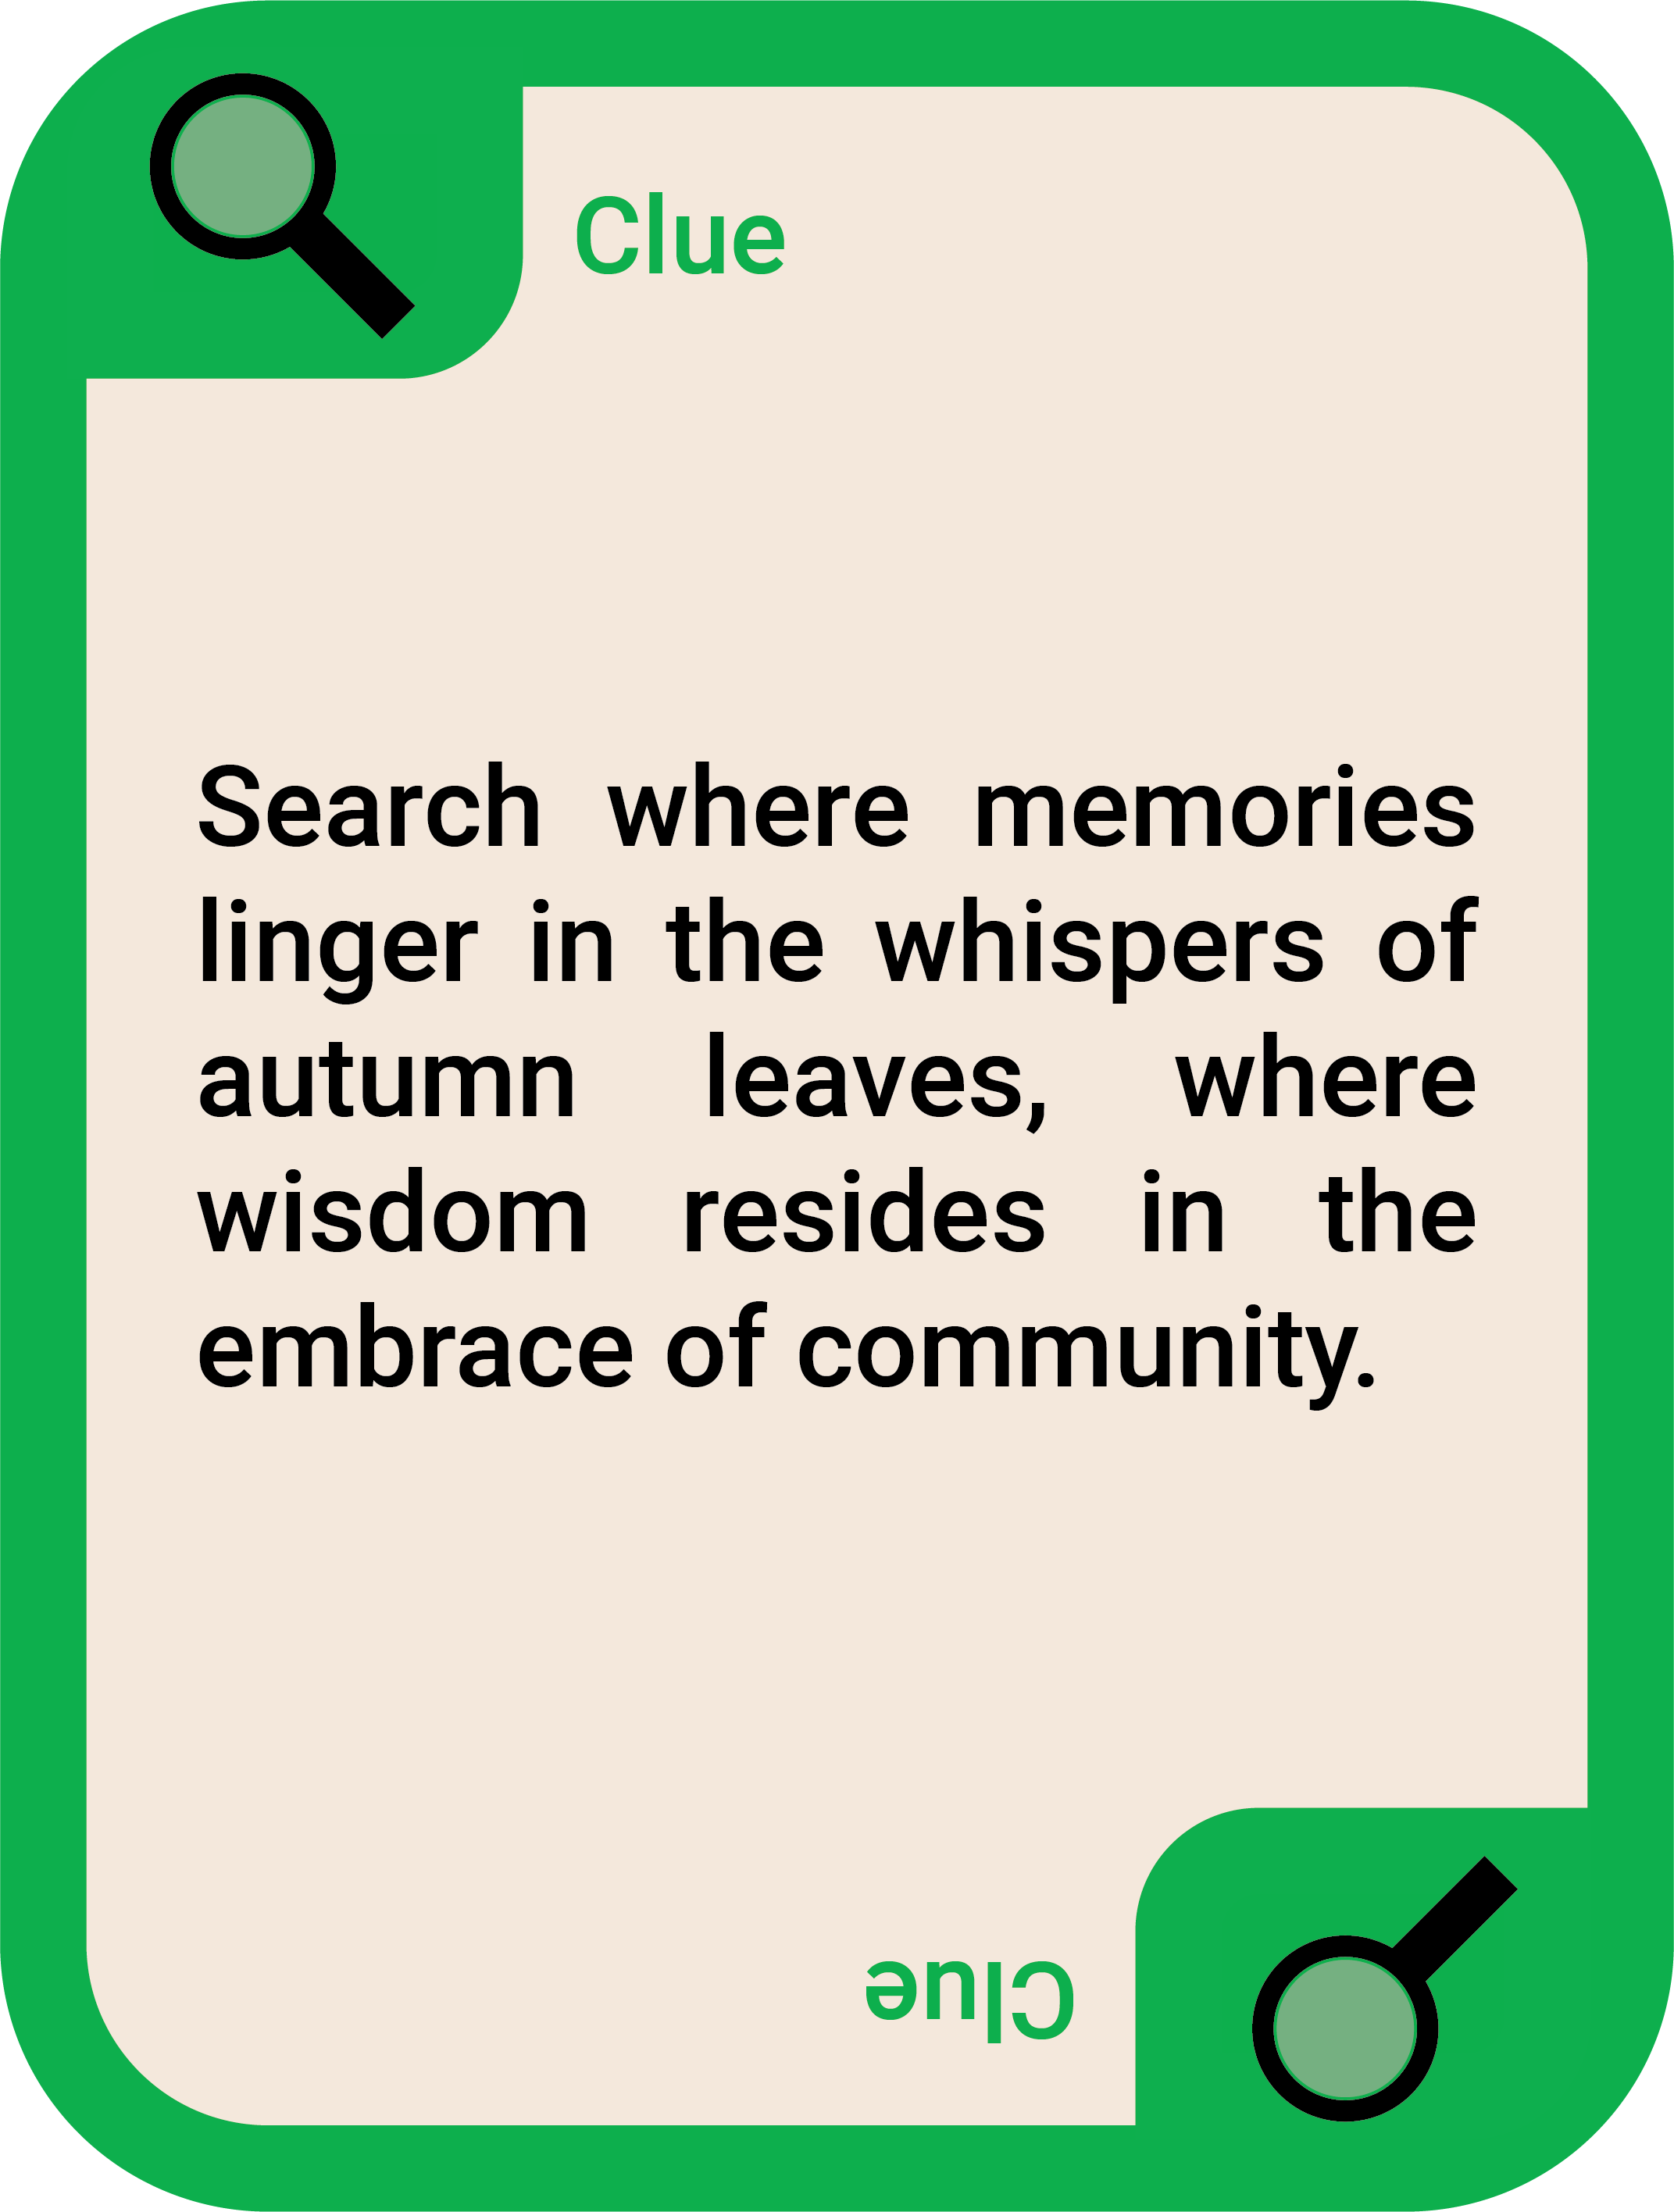 Clue
Search where memories
linger in the whispers of
autumn leaves, where
wisdom resides in the
embrace of community.
Clue